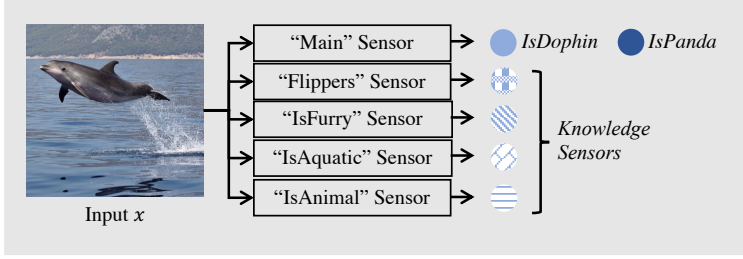 “Main” Sensor
IsDophin
IsPanda
“Flippers” Sensor
“IsFurry” Sensor
“IsAquatic” Sensor
“IsAnimal” Sensor
Knowledge
Sensors
Input x